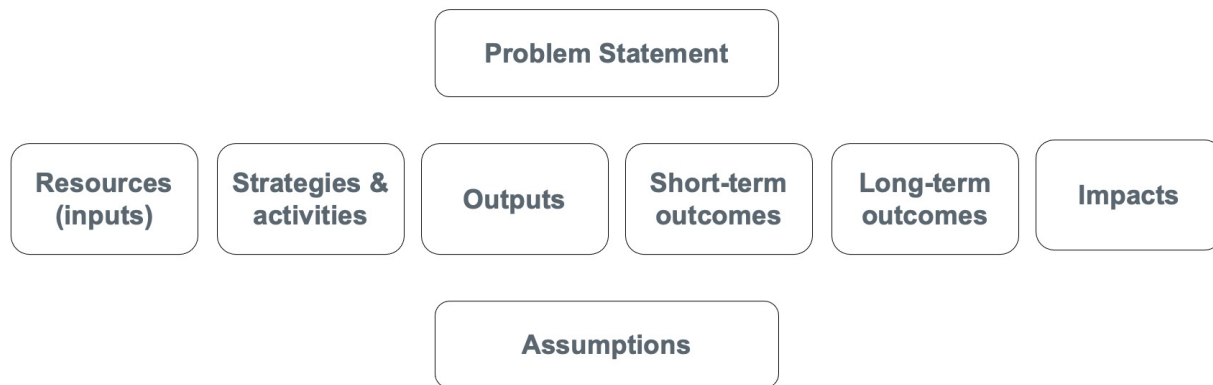 Problem Statement
Resources
(inputs)
Strategies &
activities
Outputs
Short-term
outcomes
Long-term
outcomes
Impacts
Assumptions